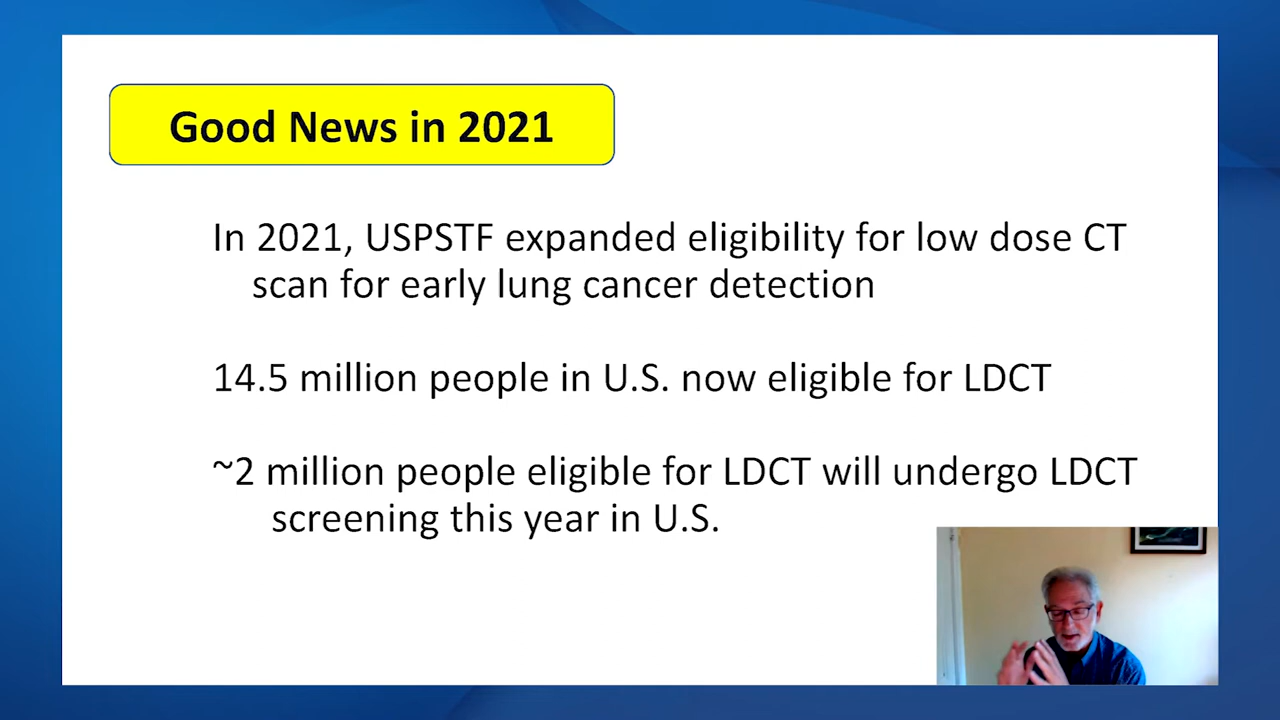 Good News in 2021
In 2021, USPSTF expanded eligibility for low dose CT
scan for early lung cancer detection
14.5 million people in U.S. now eligible for LDCT
~2 million people eligible for LDCT will undergo LDCT
screening this year in U.S.